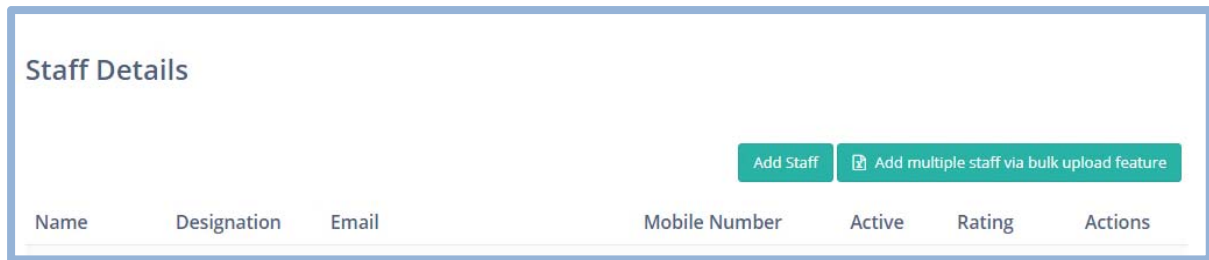 Staff Details
Add Staff Add multiple staff via bulk upload feature
Name Designation Email Mobile Number Active Rating Actions